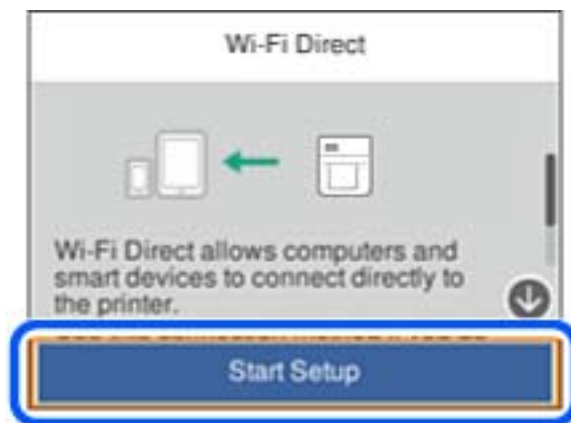 Wi-Fi Direct
Wi-Fi Direct allows computers and
smart devices to connect directly to
the printer.
Start Setup